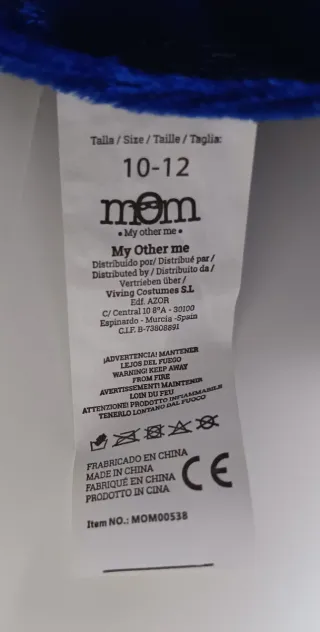 Talla / Size / Taille / Taglia:
10-12
mom
• My other me •
My Other me
Distribuido por/ Distribué par /
Distributed by / Distribuito da /
Vertrieben über /
Viving Costumes S.L
Edf. AZOR
C/ Central 10 8ºA - 30100
Espinardo - Murcia -Spain
C.I.F. B-73808891
¡ADVERTENCIA! MANTENER
LEJOS DEL FUEGO
WARNING! KEEP AWAY
FROM FIRE
AVERTISSEMENT! MAINTENIR
LOIN DU FEU
ATTENZIONE! PRODOTTO INFIAMMABILE
TENERLO LONTANO DAL FUOCO
FRABRICADO EN CHINA
MADE IN CHINA
FABRIQUÉ EN CHINA
PRODOTTO IN CINA
CE
Item NO.: MOM00538